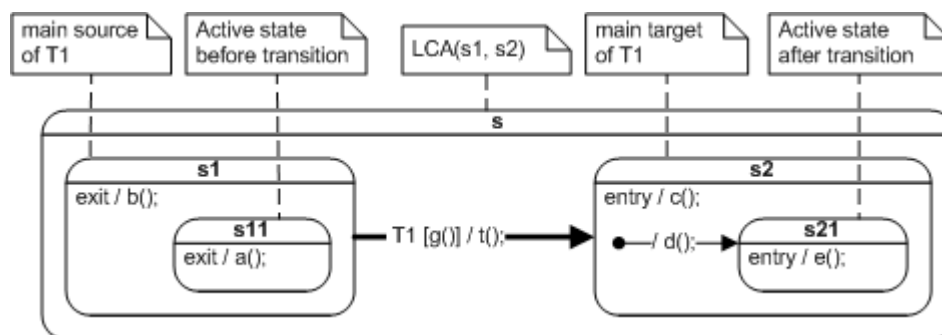 main source
of T1
Active state
before transition
LCA(s1, s2)
main target
of T1
Active state
after transition
s
s1
exit / b();
s11
exit / a();
T1 [g()] / t();
s2
entry / c();
/ d();
s21
entry / e();